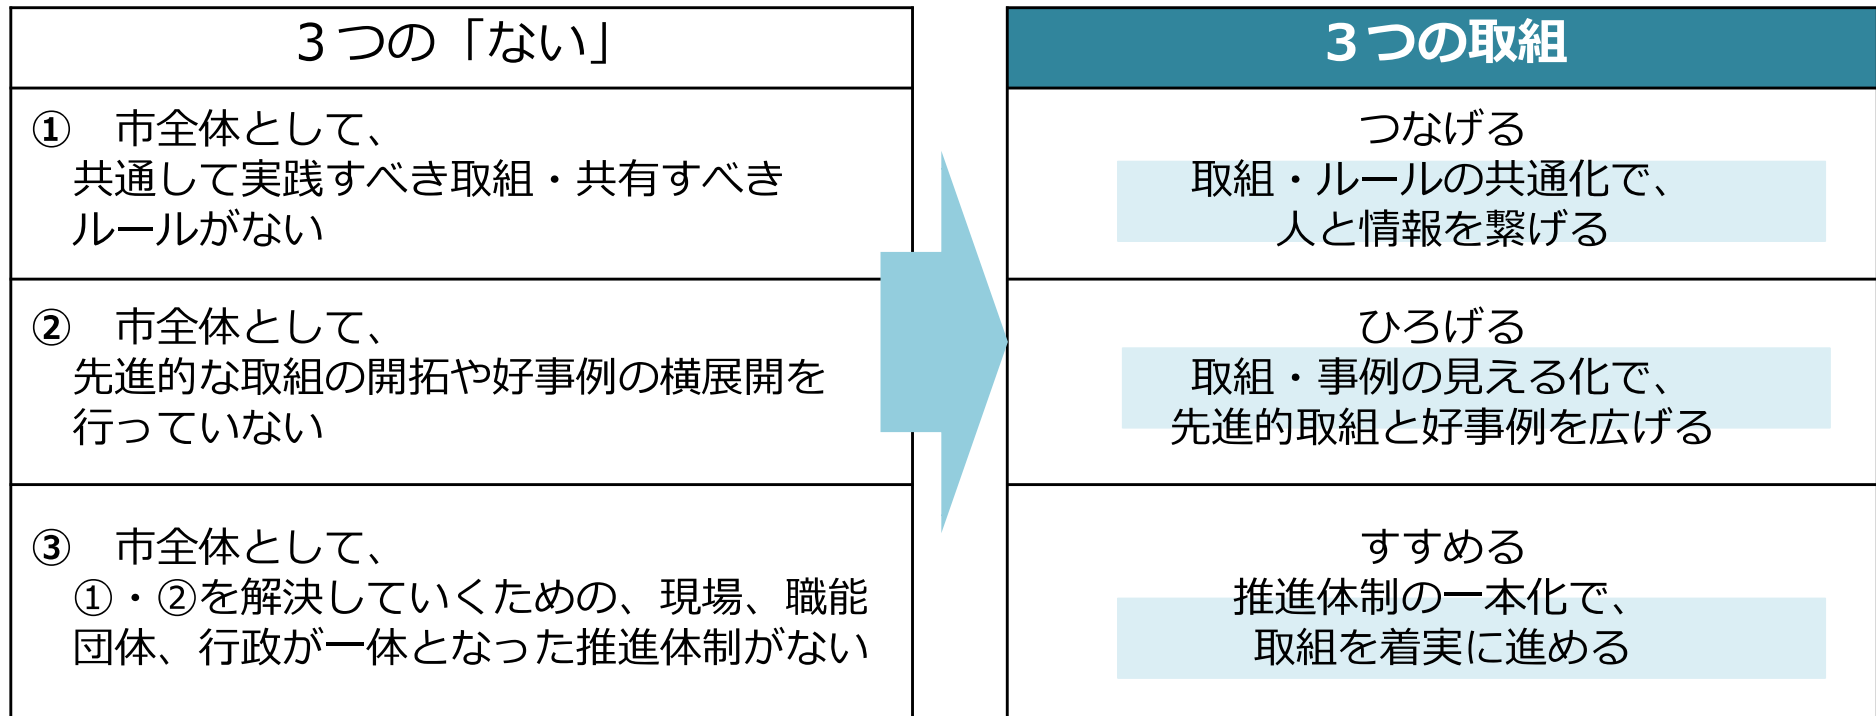 ３つの「ない」
① 市全体として、
共通して実践すべき取組・共有すべき
ルールがない
② 市全体として、
先進的な取組の開拓や好事例の横展開を
行っていない
③ 市全体として、
①・②を解決していくための、現場、職能
団体、行政が一体となった推進体制がない
３つの取組
つなげる
取組・ルールの共通化で、
人と情報を繋げる
ひろげる
取組・事例の見える化で、
先進的取組と好事例を広げる
すすめる
推進体制の一本化で、
取組を着実に進める